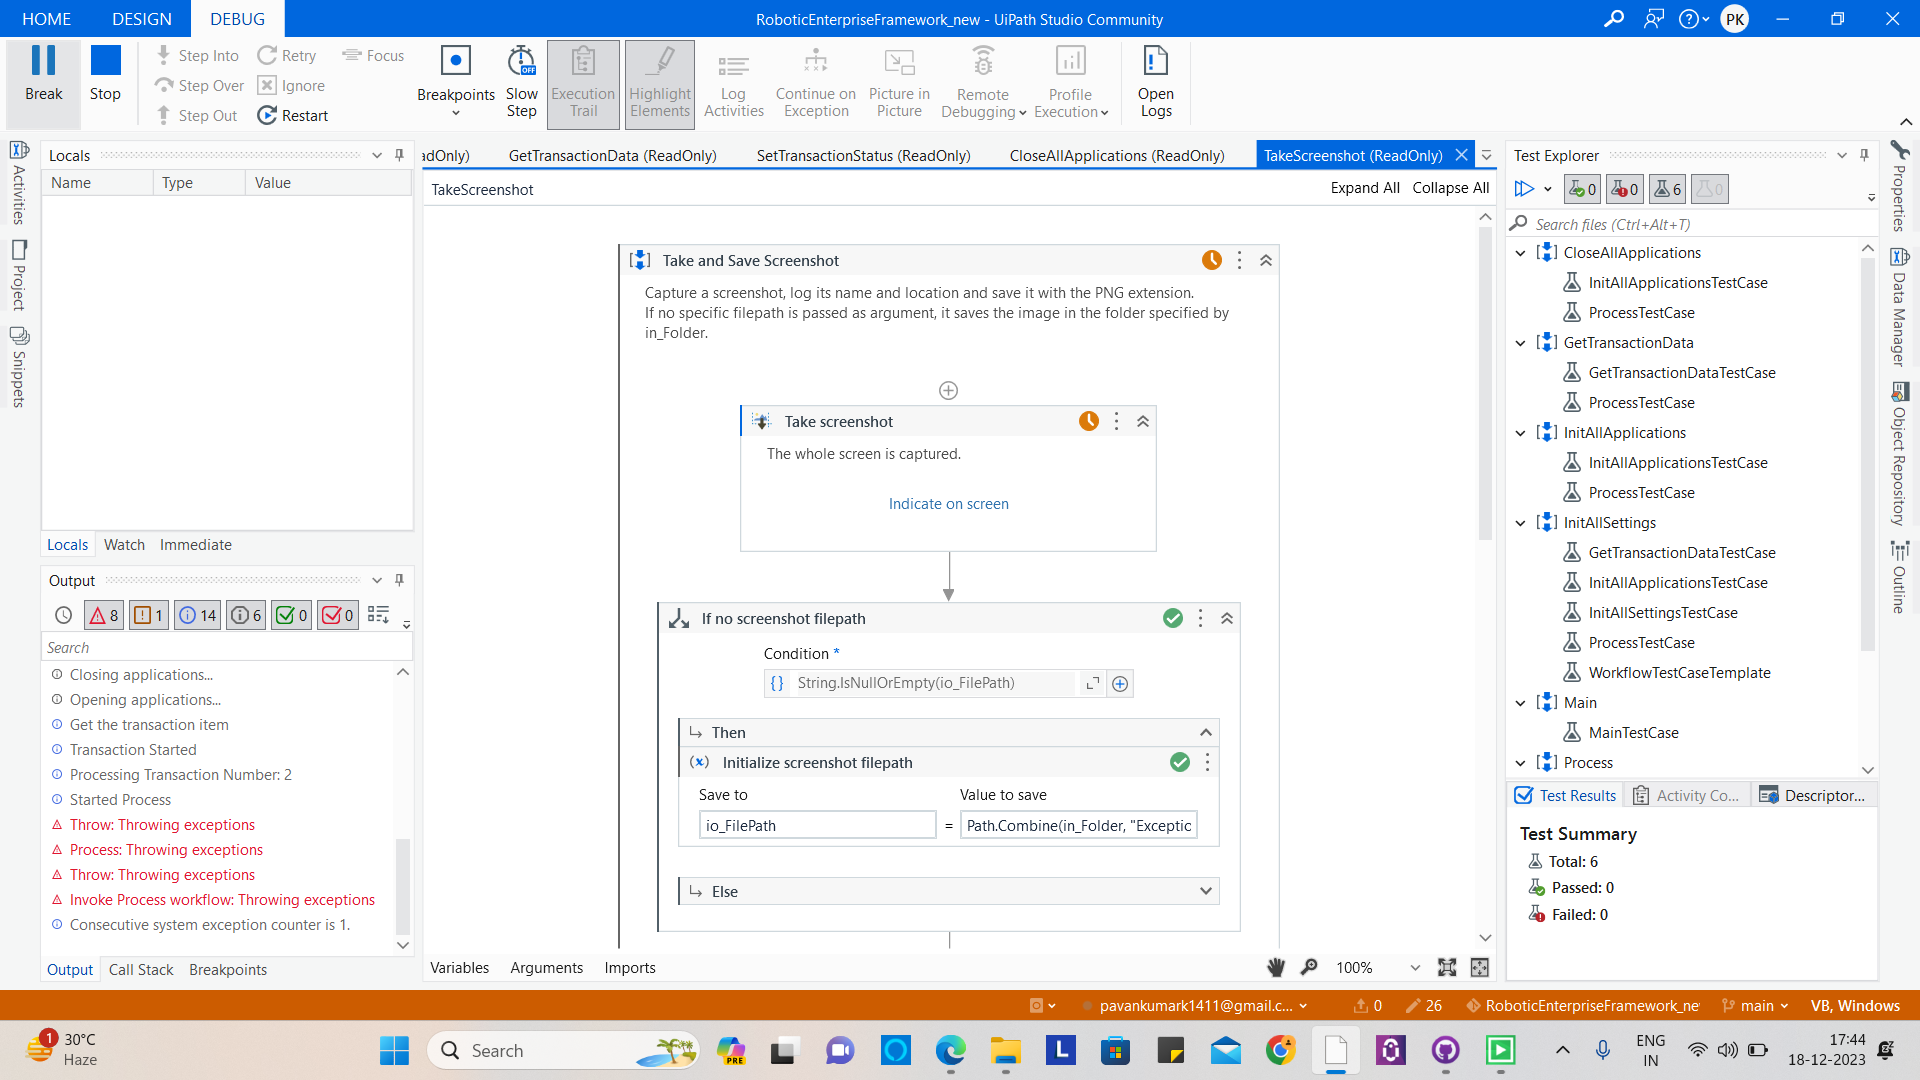 HOME DESIGN DEBUG
RoboticEnterpriseFramework_new - UiPath Studio Community
PK
Break
Stop
Step Into
Step Over
Step Out
Retry
Ignore
Restart
Focus
Breakpoints
Slow
Step
OFF
Execution
Trail
Highlight
Elements
Log
Activities
Continue on
Exception
Picture in
Picture
Remote
Debugging
Profile
Execution
Open
Logs
Activities
Project
Snippets
Locals
Name Type Value
Locals Watch Immediate
Output
8 1 14 6 0 0
Search
Closing applications...
Opening applications...
Get the transaction item
Transaction Started
Processing Transaction Number: 2
Started Process
Throw: Throwing exceptions
Process: Throwing exceptions
Throw: Throwing exceptions
Invoke Process workflow: Throwing exceptions
Consecutive system exception counter is 1.
Output Call Stack Breakpoints
adOnly) GetTransactionData (ReadOnly) SetTransactionStatus (ReadOnly) CloseAllApplications (ReadOnly) TakeScreenshot (ReadOnly)
TakeScreenshot
Expand All Collapse All
Take and Save Screenshot
Capture a screenshot, log its name and location and save it with the PNG extension.
If no specific filepath is passed as argument, it saves the image in the folder specified by
in_Folder.
Take screenshot
The whole screen is captured.
Indicate on screen
If no screenshot filepath
Condition *
{} String.IsNullOrEmpty(io_FilePath)
Then
(x) Initialize screenshot filepath
Save to Value to save
io_FilePath = Path.Combine(in_Folder, "Exceptic
Else
Variables Arguments Imports
100%
Test Explorer
0 0 6 0
Search files (Ctrl+Alt+T)
CloseAllApplications
InitAllApplicationsTestCase
ProcessTestCase
GetTransactionData
GetTransactionDataTestCase
ProcessTestCase
InitAllApplications
InitAllApplicationsTestCase
ProcessTestCase
InitAllSettings
GetTransactionDataTestCase
InitAllApplicationsTestCase
InitAllSettingsTestCase
ProcessTestCase
WorkflowTestCaseTemplate
Main
MainTestCase
Process
Test Results Activity Co... Descriptor...
Test Summary
Total: 6
Passed: 0
Failed: 0
Properties
Data Manager
Object Repository
Outline
pavankumark1411@gmail.c... 0 26 RoboticEnterpriseFramework_ne main VB, Windows
1
30°C
Haze
Search
PRE
L
ENG
IN
17:44
18-12-2023